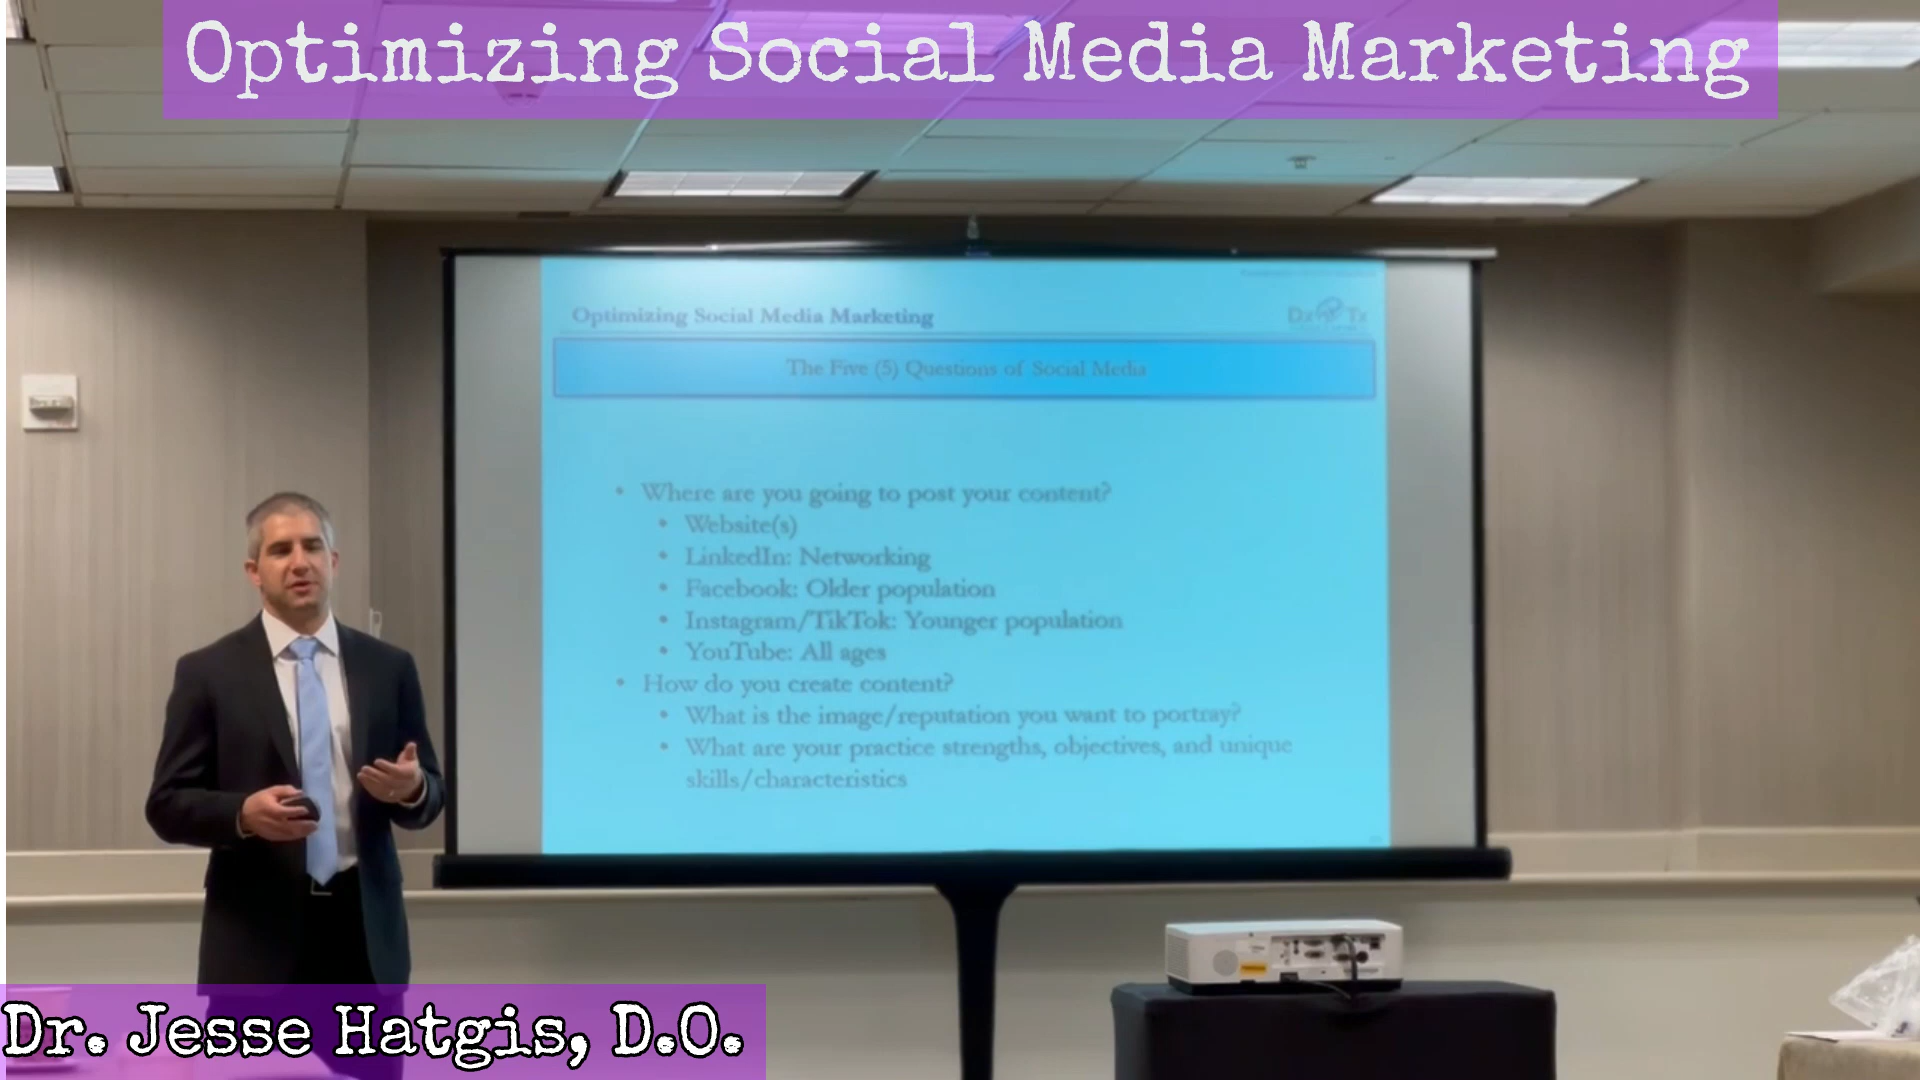 Optimizing Social Media Marketing
Optimizing Social Media Marketing
Dx Tx
The Five (5) Questions of Social Media
• Where are you going to post your content?
• Website(s)
• LinkedIn: Networking
• Facebook: Older population
• Instagram/TikTok: Younger population
• YouTube: All ages
• How do you create content?
• What is the image/reputation you want to portray?
• What are your practice strengths, objectives, and unique
skills/characteristics
Dr. Jesse Hatgis, D.O.